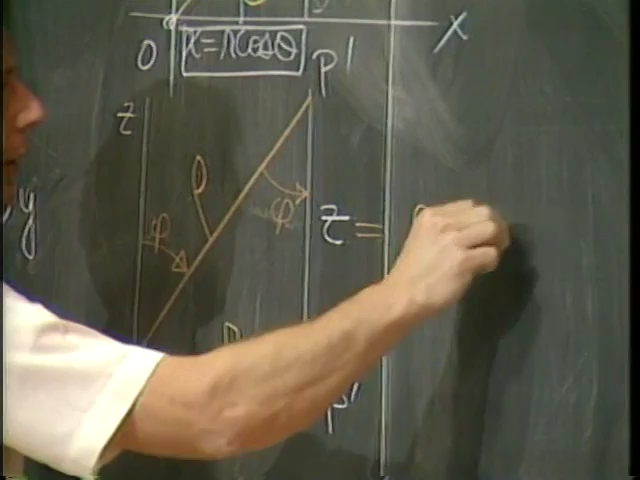 x
0
x=rcosθ
p'
z
ρ
φ
φ
z =
y
p'